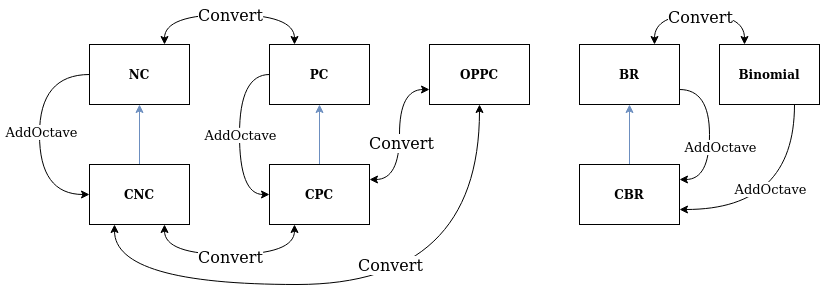 Convert
Convert
NC
PC
OPPC
BR
Binomial
AddOctave
AddOctave
Convert
AddOctave
AddOctave
CNC
CPC
CBR
Convert
Convert